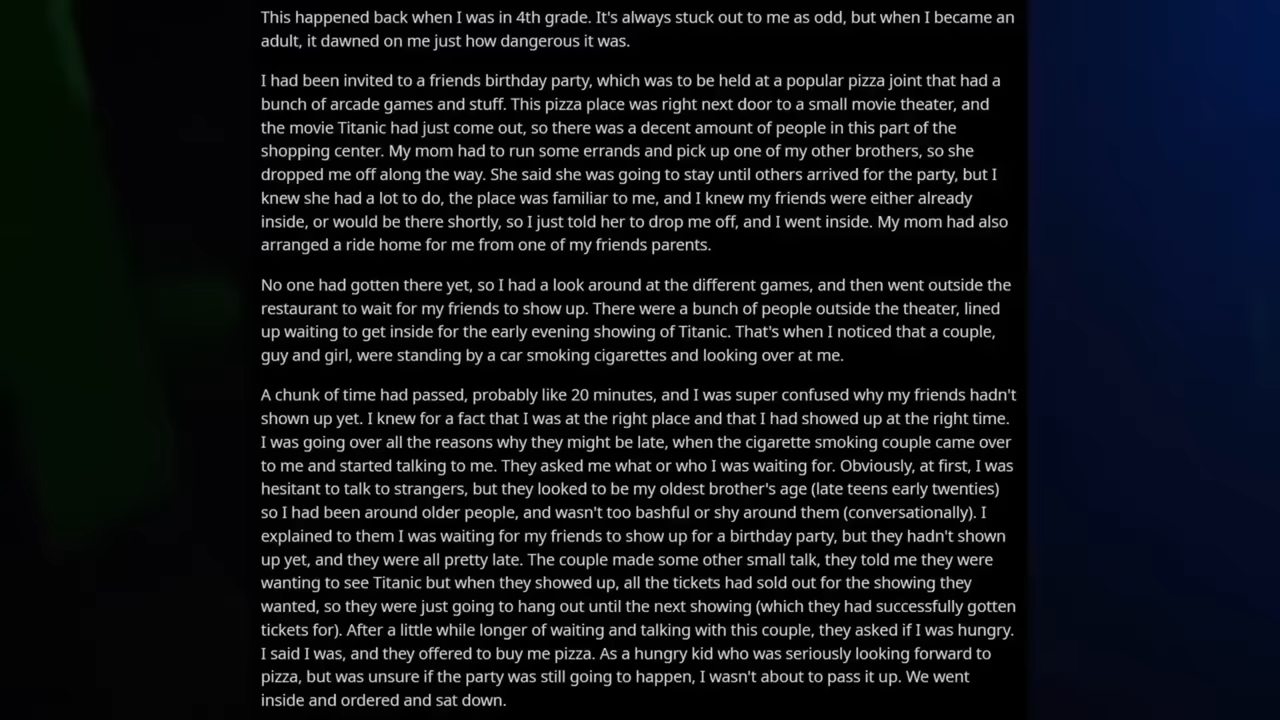 This happened back when I was in 4th grade. It's always stuck out to me as odd, but when I became an
adult, it dawned on me just how dangerous it was.
I had been invited to a friends birthday party, which was to be held at a popular pizza joint that had a
bunch of arcade games and stuff. This pizza place was right next door to a small movie theater, and
the movie Titanic had just come out, so there was a decent amount of people in this part of the
shopping center. My mom had to run some errands and pick up one of my other brothers, so she
dropped me off along the way. She said she was going to stay until others arrived for the party, but I
knew she had a lot to do, the place was familiar to me, and I knew my friends were either already
inside, or would be there shortly, so I just told her to drop me off, and I went inside. My mom had also
arranged a ride home for me from one of my friends parents.
No one had gotten there yet, so I had a look around at the different games, and then went outside the
restaurant to wait for my friends to show up. There were a bunch of people outside the theater, lined
up waiting to get inside for the early evening showing of Titanic. That's when I noticed that a couple,
guy and girl, were standing by a car smoking cigarettes and looking over at me.
A chunk of time had passed, probably like 20 minutes, and I was super confused why my friends hadn't
shown up yet. I knew for a fact that I was at the right place and that I had showed up at the right time.
I was going over all the reasons why they might be late, when the cigarette smoking couple came over
to me and started talking to me. They asked me what or who I was waiting for. Obviously, at first, I was
hesitant to talk to strangers, but they looked to be my oldest brother's age (late teens early twenties)
so I had been around older people, and wasn't too bashful or shy around them (conversationally). I
explained to them I was waiting for my friends to show up for a birthday party, but they hadn't shown
up yet, and they were all pretty late. The couple made some other small talk, they told me they were
wanting to see Titanic but when they showed up, all the tickets had sold out for the showing they
wanted, so they were just going to hang out until the next showing (which they had successfully gotten
tickets for). After a little while longer of waiting and talking with this couple, they asked if I was hungry.
I said I was, and they offered to buy me pizza. As a hungry kid who was seriously looking forward to
pizza, but was unsure if the party was still going to happen, I wasn't about to pass it up. We went
inside and ordered and sat down.